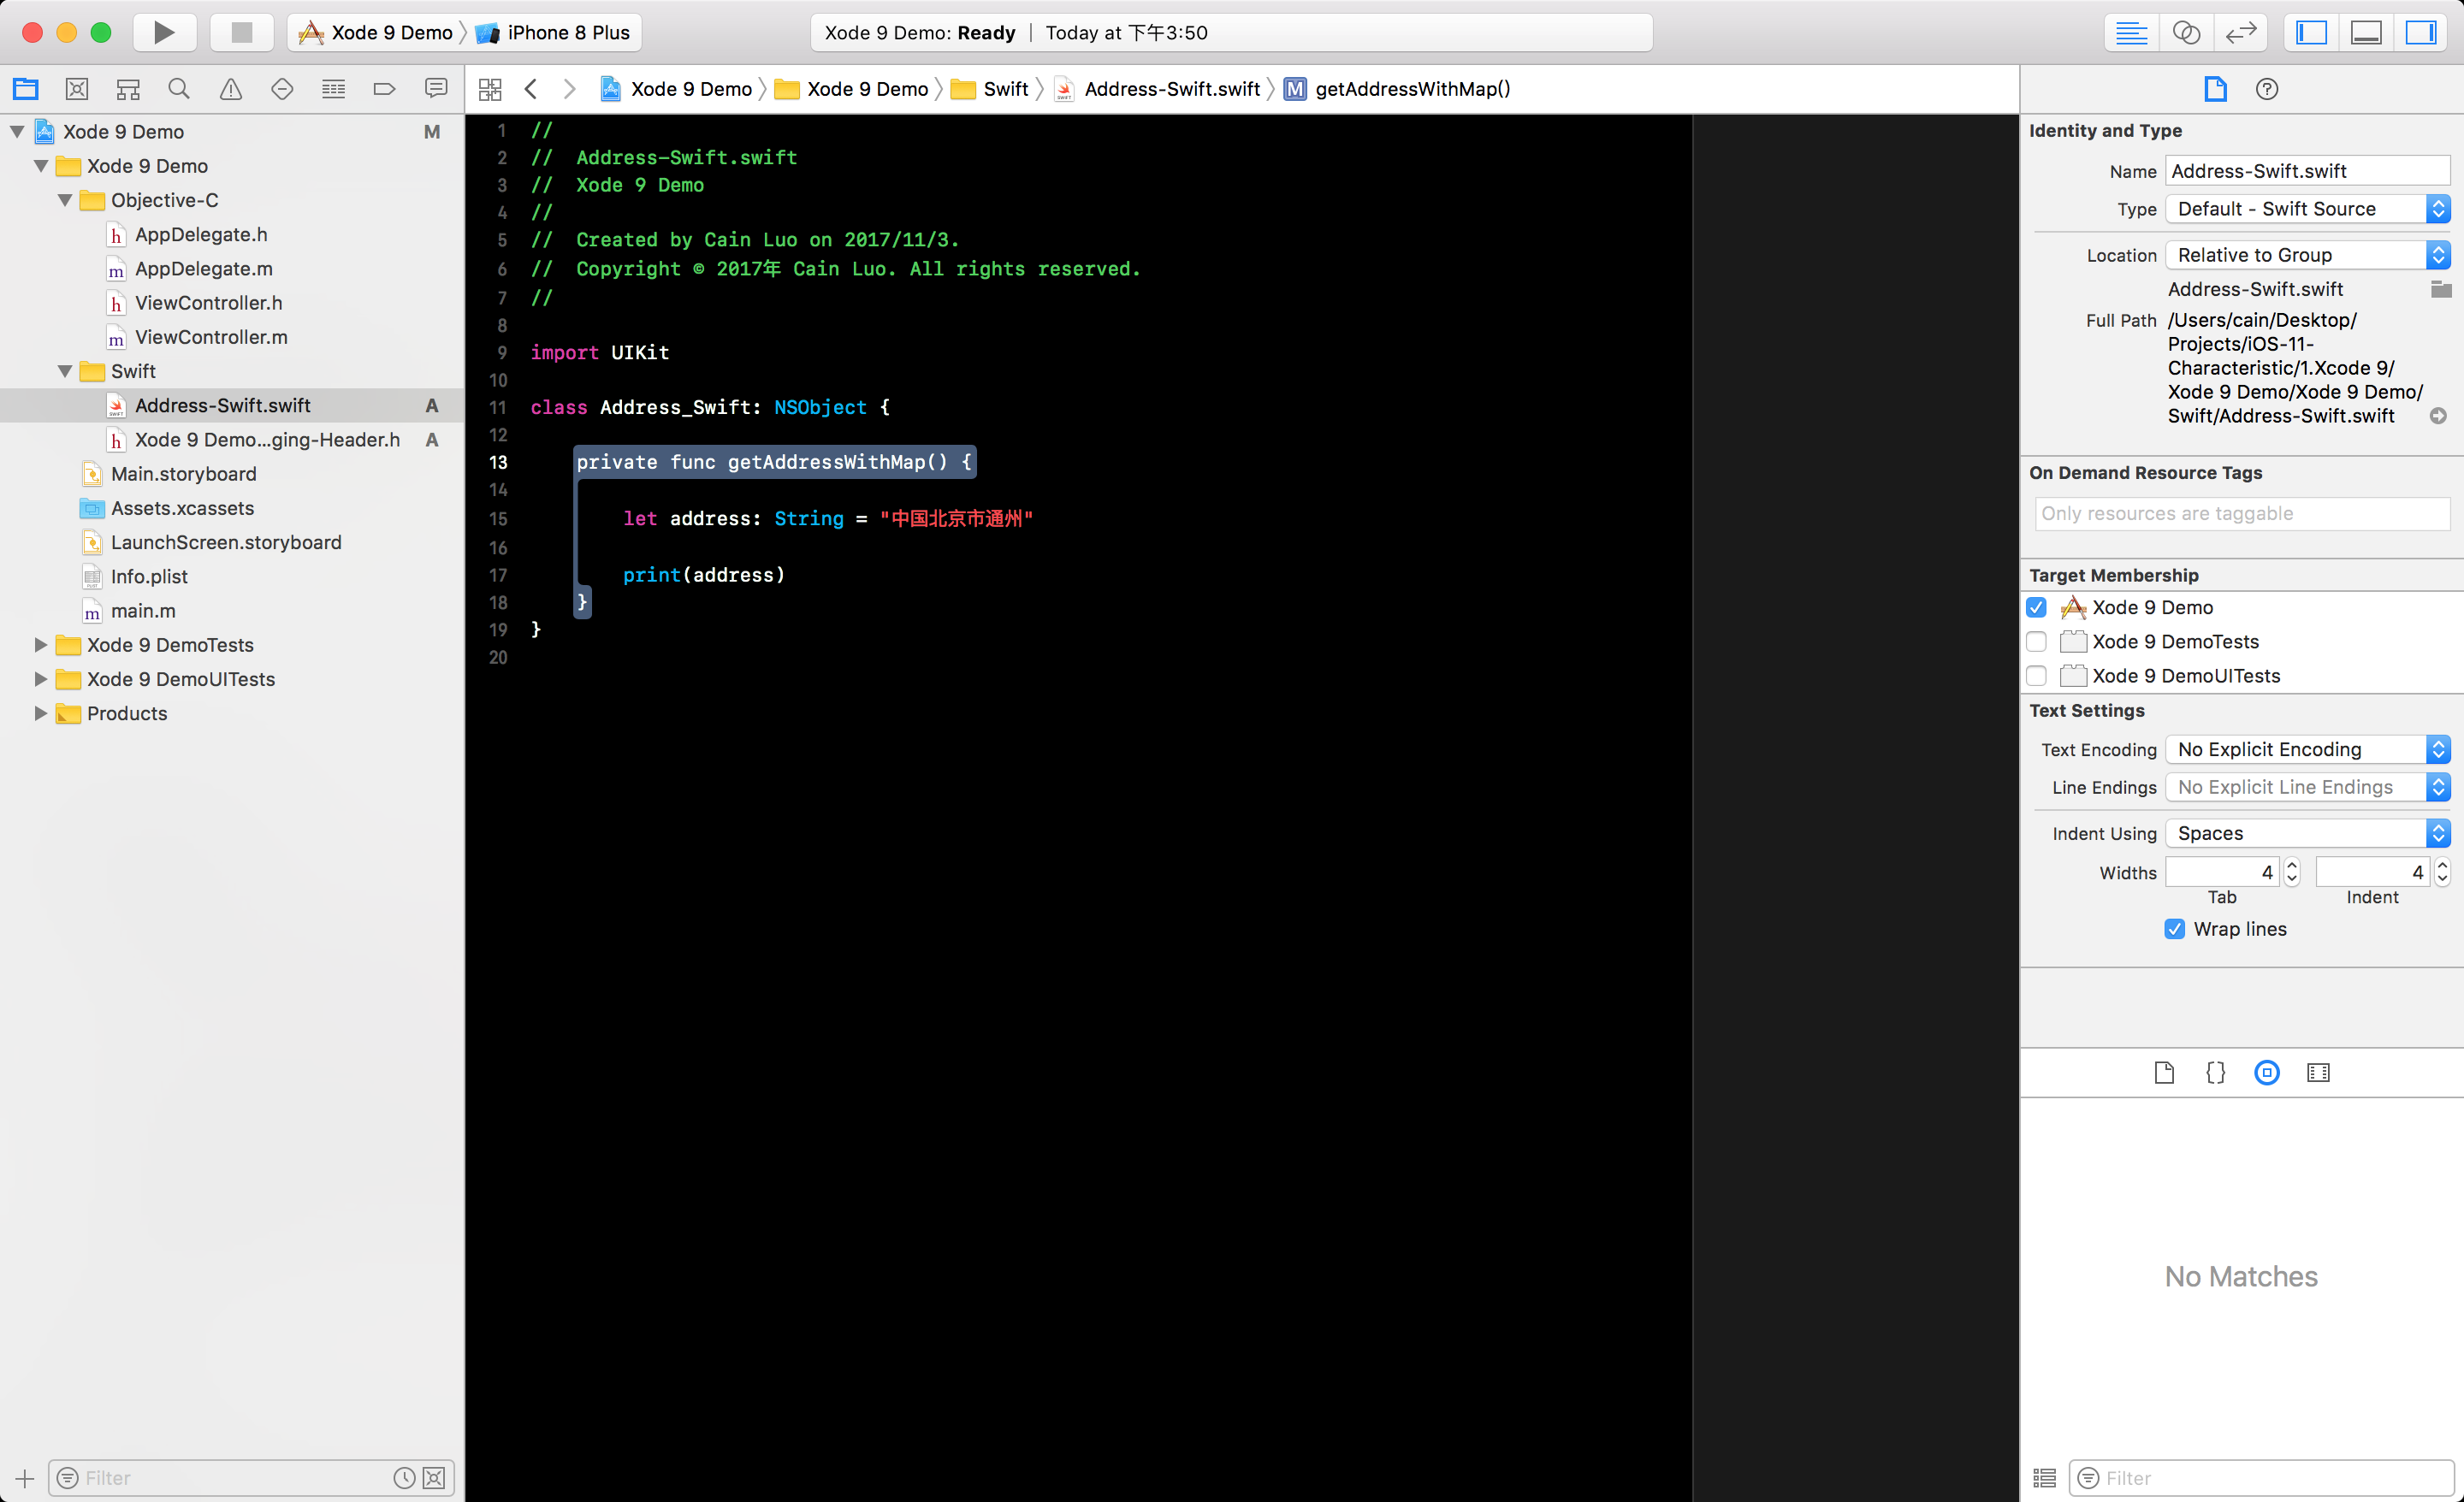 Xode 9 Demo 〉 iPhone 8 Plus
Xode 9 Demo: Ready | Today at 下午3:50
Xode 9 Demo 〉 Xode 9 Demo 〉 Swift 〉 Address-Swift.swift 〉 M getAddressWithMap()
Xode 9 Demo M
Xode 9 Demo
Objective-C
h AppDelegate.h
m AppDelegate.m
h ViewController.h
m ViewController.m
Swift
Address-Swift.swift A
h Xode 9 Demo...ging-Header.h A
Main.storyboard
Assets.xcassets
LaunchScreen.storyboard
Info.plist
m main.m
Xode 9 DemoTests
Xode 9 DemoUITests
Products
Filter
1 //
2 //  Address-Swift.swift
3 //  Xode 9 Demo
4 //
5 //  Created by Cain Luo on 2017/11/3.
6 //  Copyright © 2017年 Cain Luo. All rights reserved.
7 //
8
9 import UIKit
10
11 class Address_Swift: NSObject {
12
13     private func getAddressWithMap() {
14
15         let address: String = "中国北京市通州"
16
17         print(address)
18     }
19 }
20
Identity and Type
Name Address-Swift.swift
Type Default - Swift Source
Location Relative to Group
Address-Swift.swift
Full Path /Users/cain/Desktop/
Projects/iOS-11-
Characteristic/1.Xcode 9/
Xode 9 Demo/Xode 9 Demo/
Swift/Address-Swift.swift
On Demand Resource Tags
Only resources are taggable
Target Membership
Xode 9 Demo
Xode 9 DemoTests
Xode 9 DemoUITests
Text Settings
Text Encoding No Explicit Encoding
Line Endings No Explicit Line Endings
Indent Using Spaces
Widths 4 4
Tab Indent
Wrap lines
{}
No Matches
Filter